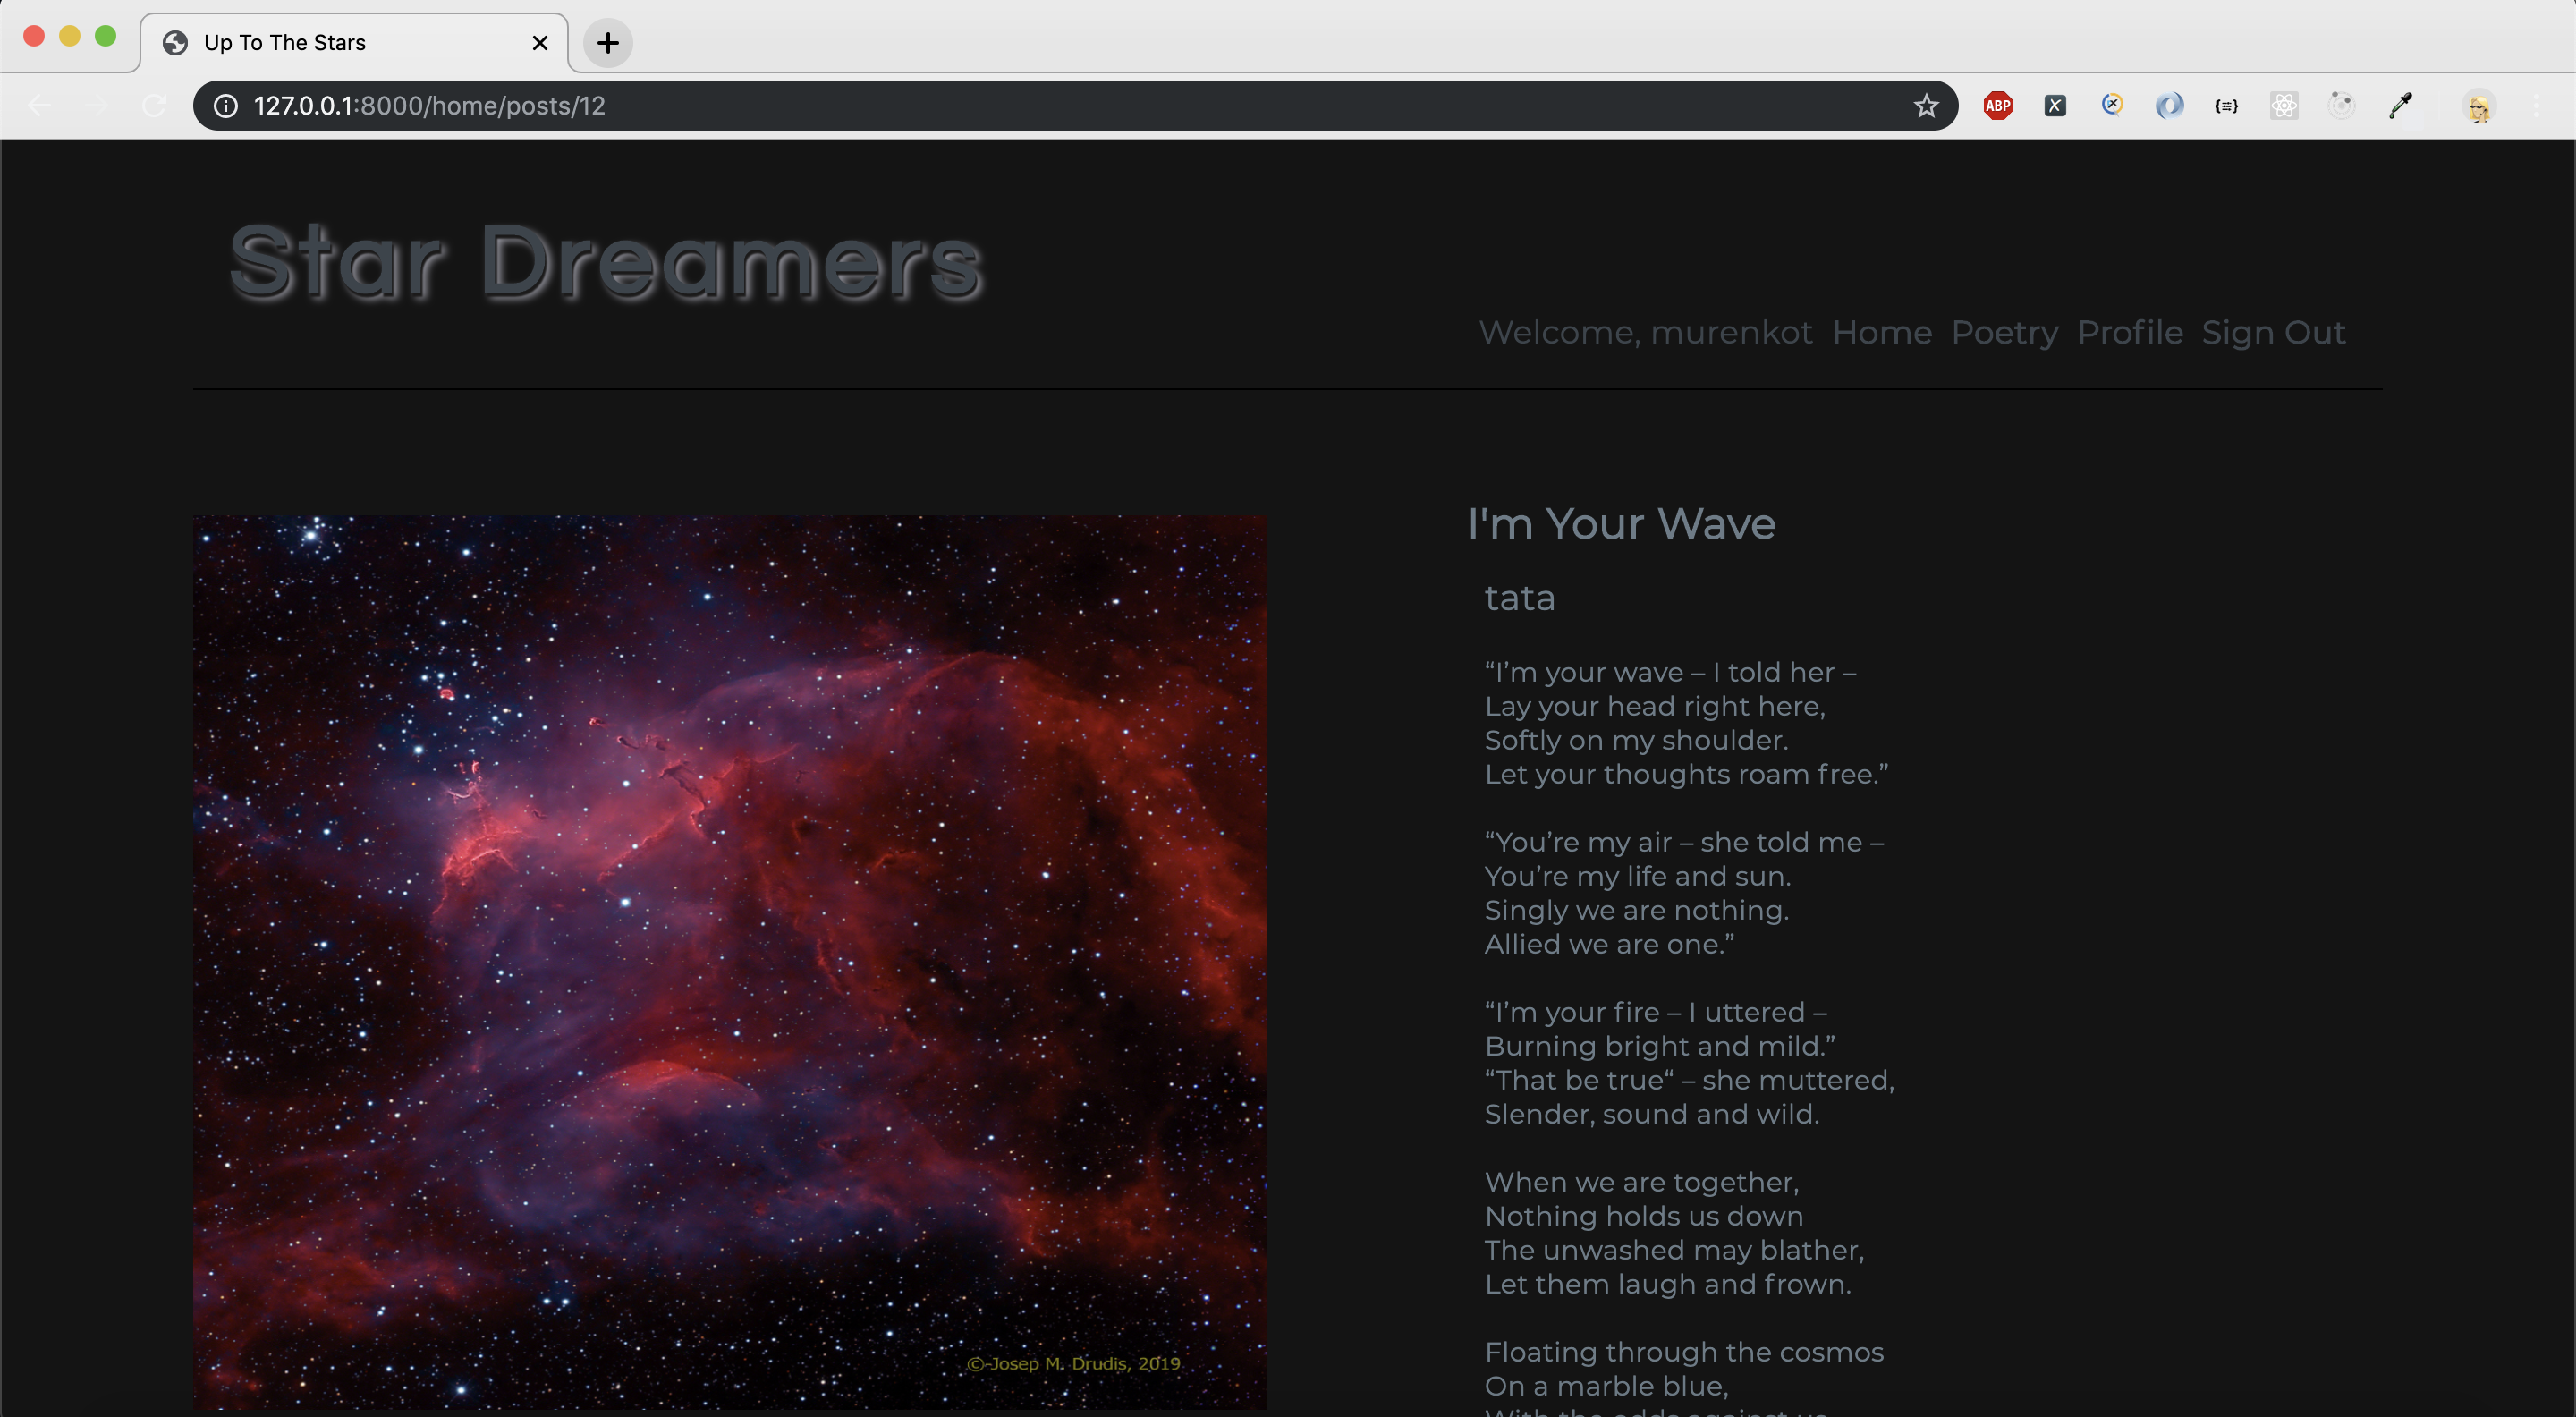 Up To The Stars
127.0.0.1:8000/home/posts/12
ABP
Star Dreamers
Welcome, murenkot Home Poetry Profile Sign Out
I'm Your Wave
tata
“I’m your wave – I told her –
Lay your head right here,
Softly on my shoulder.
Let your thoughts roam free.”
“You’re my air – she told me –
You’re my life and sun.
Singly we are nothing.
Allied we are one.”
“I’m your fire – I uttered –
Burning bright and mild.”
“That be true“ – she muttered,
Slender, sound and wild.
When we are together,
Nothing holds us down
The unwashed may blather,
Let them laugh and frown.
Floating through the cosmos
On a marble blue,
With the odds against us
©-Josep M. Drudis, 2019